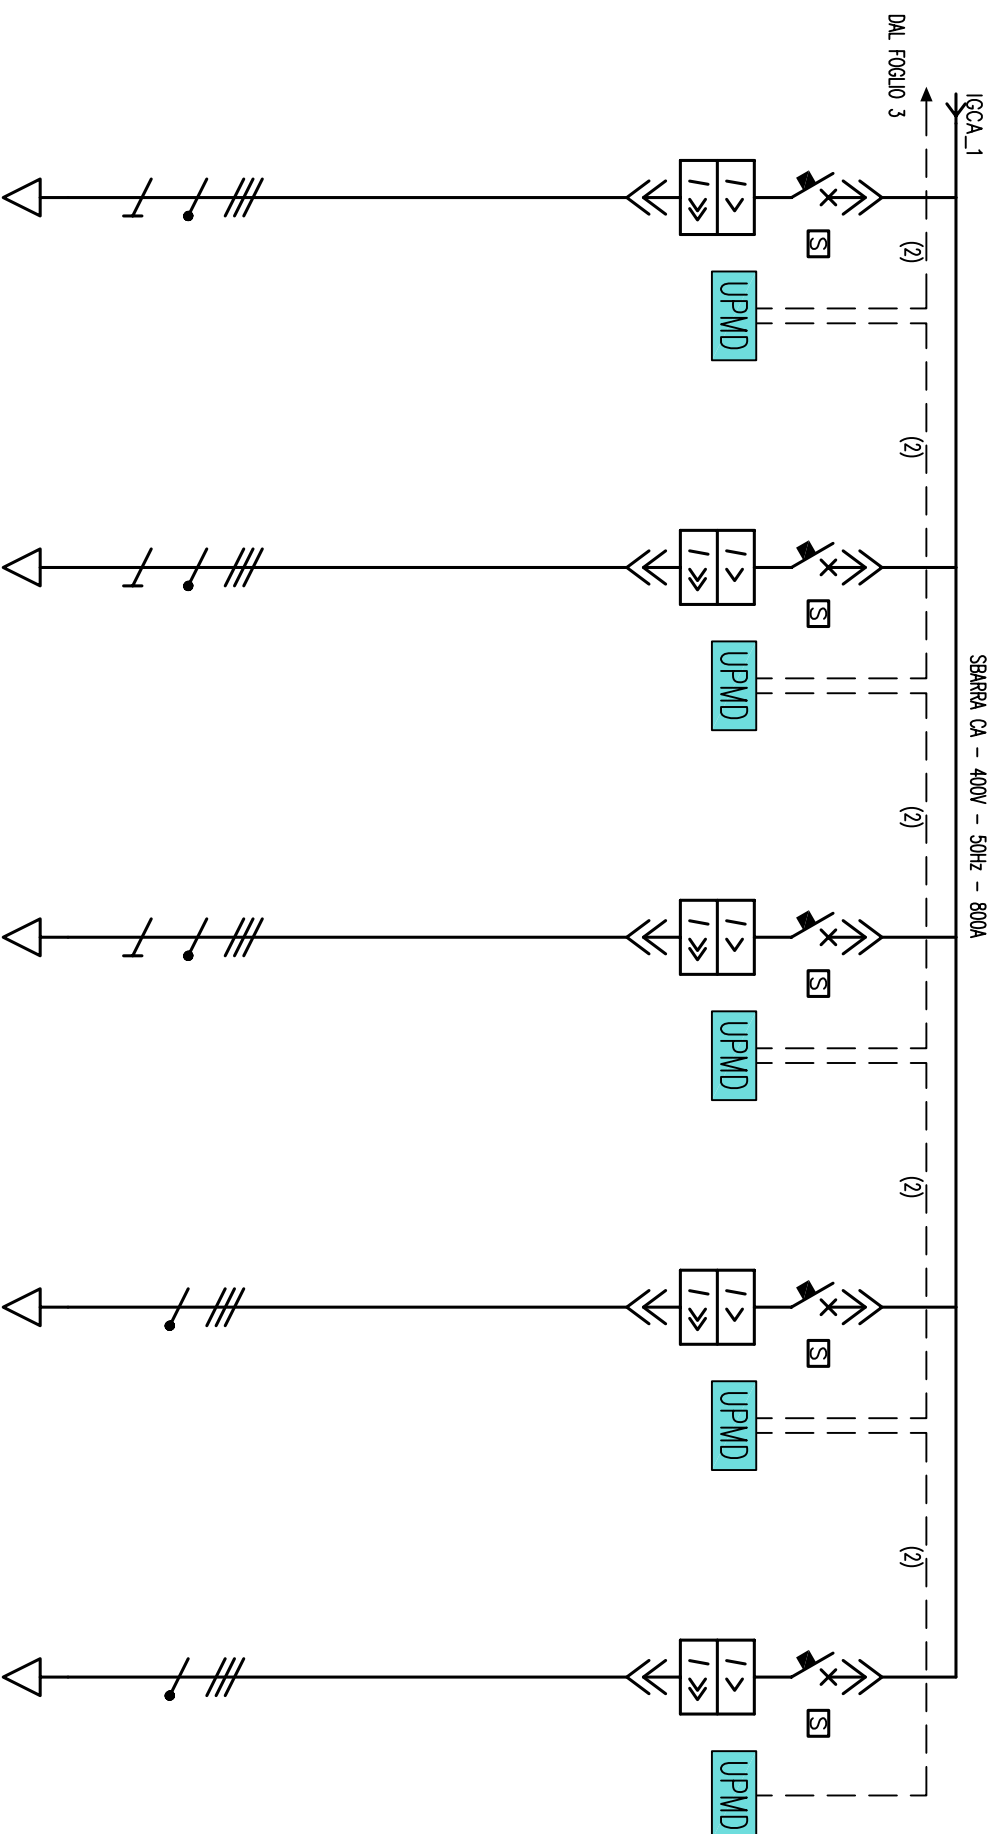 IGCA_1
SBARRA CA - 400V - 50Hz - 800A
DAL FOGLIO 3
(2)
(2)
(2)
(2)
(2)
S
S
S
S
S
I >
I >
I >
I >
I >
I >>
I >>
I >>
I >>
I >>
UPMD
UPMD
UPMD
UPMD
UPMD